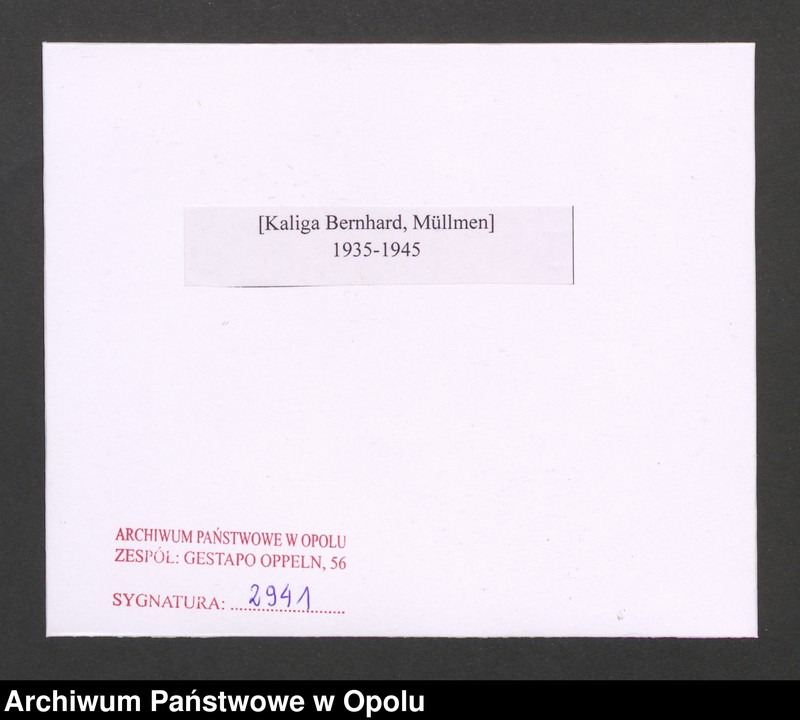 [Kaliga Bernhard, Müllmen]
1935-1945
ARCHIWUM PAŃSTWOWE W OPOLU
ZESPÓŁ: GESTAPO OPPELN, 56
SYGNATURA: 2941
Archiwum Państwowe w Opolu